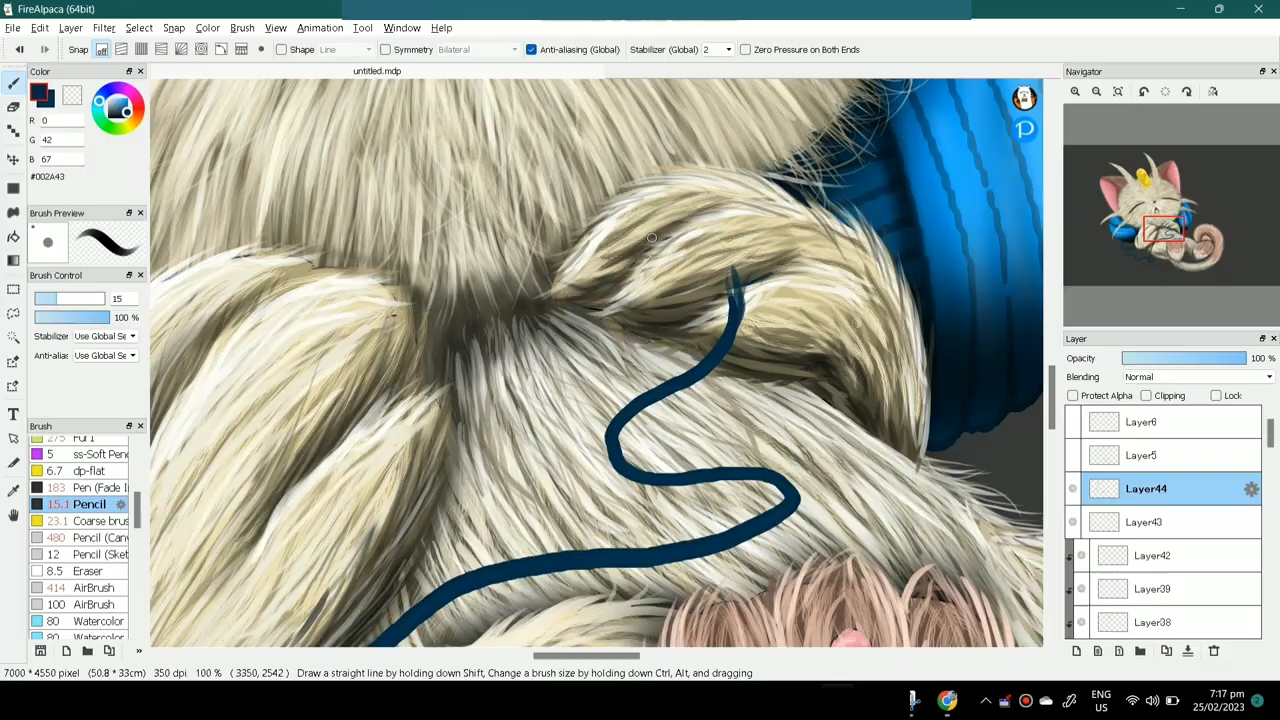 FireAlpaca (64bit)
File Edit Layer Filter Select Snap Color Brush View Animation Tool Window Help
Snap off Shape Line Symmetry Bilateral Anti-aliasing (Global) Stabilizer (Global) 2 Zero Pressure on Both Ends
Color
untitled.mdp
Navigator
R 0
G 42
B 67
#002A43
Brush Preview
Brush Control
15
100 %
Stabilizer Use Global Se
Anti-alias Use Global Se
Layer
Opacity 100 %
Blending Normal
Protect Alpha Clipping Lock
Brush
275 Fur1
5 ss-Soft Penc
6.7 dp-flat
183 Pen (Fade I
15.1 Pencil
23.1 Coarse brus
480 Pencil (Can
12 Pencil (Sket
8.5 Eraser
414 AirBrush
100 AirBrush
80 Watercolor
80 Watercolor
Layer6
Layer5
Layer44
Layer43
Layer42
Layer39
Layer38
7000 * 4550 pixel (50.8 * 33cm) 350 dpi 100 % ( 3350, 2542 ) Draw a straight line by holding down Shift, Change a brush size by holding down Ctrl, Alt, and dragging
ENG
US
7:17 pm
25/02/2023
2